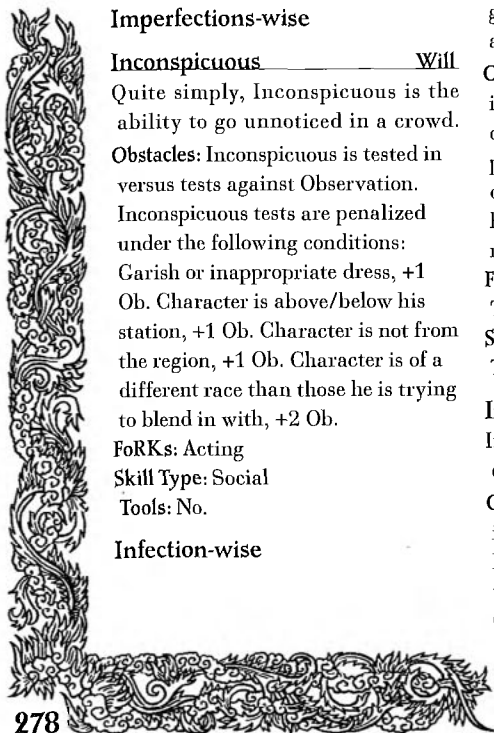 Imperfections-wise
Inconspicuous Will
Quite simply, Inconspicuous is the
ability to go unnoticed in a crowd.
Obstacles: Inconspicuous is tested in
versus tests against Observation.
Inconspicuous tests are penalized
under the following conditions:
Garish or inappropriate dress, +1
Ob. Character is above/below his
station, +1 Ob. Character is not from
the region, +1 Ob. Character is of a
different race than those he is trying
to blend in with, +2 Ob.
FoRKs: Acting
Skill Type: Social
Tools: No.
Infection-wise
278